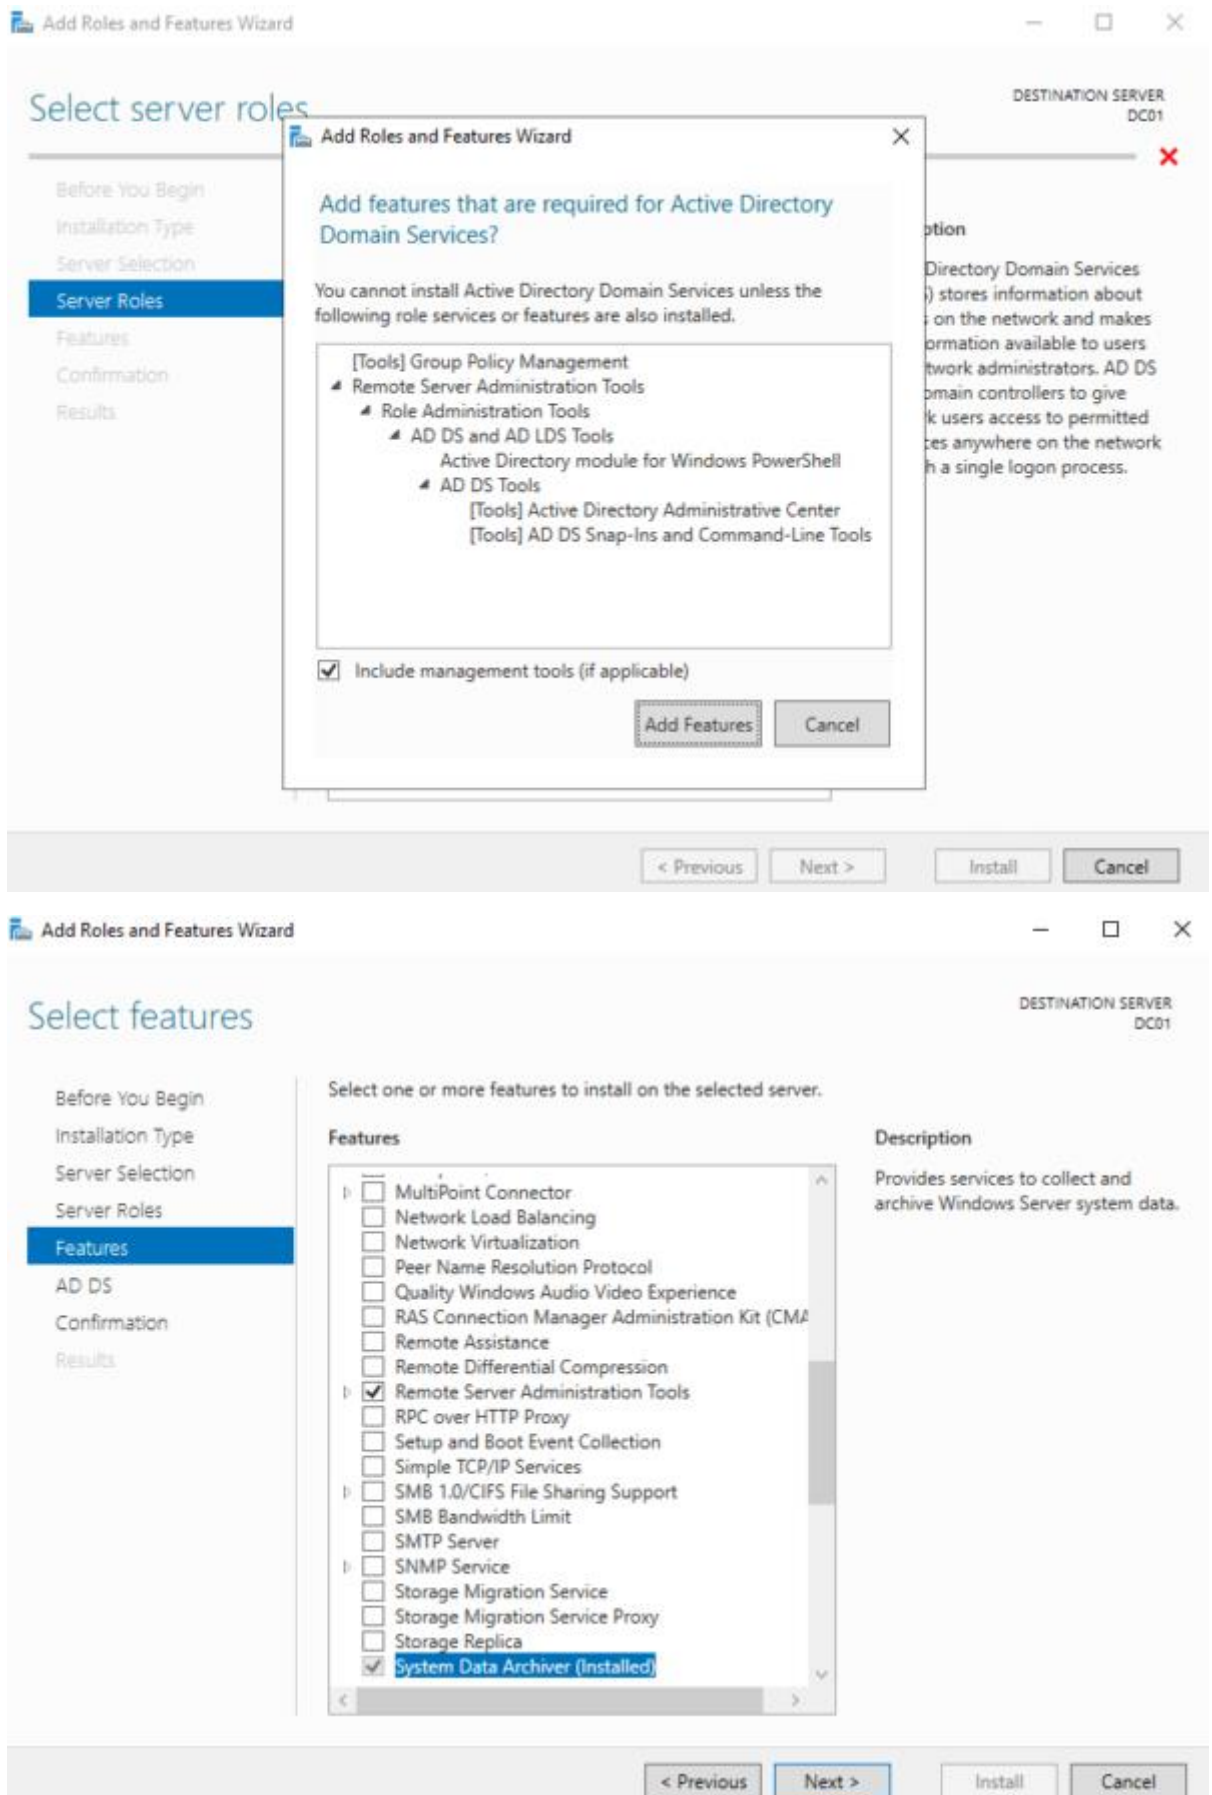 Add Roles and Features Wizard
Select server roles
DESTINATION SERVER
DC01
Add Roles and Features Wizard
Before You Begin
Installation Type
Server Selection
Server Roles
Features
Confirmation
Results
Add features that are required for Active Directory
Domain Services?
You cannot install Active Directory Domain Services unless the
following role services or features are also installed.
[Tools] Group Policy Management
Remote Server Administration Tools
Role Administration Tools
AD DS and AD LDS Tools
Active Directory module for Windows PowerShell
AD DS Tools
[Tools] Active Directory Administrative Center
[Tools] AD DS Snap-Ins and Command-Line Tools
Include management tools (if applicable)
Add Features
Cancel
ption
Directory Domain Services
) stores information about
on the network and makes
ormation available to users
twork administrators. AD DS
omain controllers to give
k users access to permitted
ces anywhere on the network
h a single logon process.
< Previous
Next >
Install
Cancel
Add Roles and Features Wizard
Select features
DESTINATION SERVER
DC01
Before You Begin
Installation Type
Server Selection
Server Roles
Features
AD DS
Confirmation
Results
Select one or more features to install on the selected server.
Features
MultiPoint Connector
Network Load Balancing
Network Virtualization
Peer Name Resolution Protocol
Quality Windows Audio Video Experience
RAS Connection Manager Administration Kit (CMA
Remote Assistance
Remote Differential Compression
Remote Server Administration Tools
RPC over HTTP Proxy
Setup and Boot Event Collection
Simple TCP/IP Services
SMB 1.0/CIFS File Sharing Support
SMB Bandwidth Limit
SMTP Server
SNMP Service
Storage Migration Service
Storage Migration Service Proxy
Storage Replica
System Data Archiver (Installed)
Description
Provides services to collect and
archive Windows Server system data.
< Previous
Next >
Install
Cancel